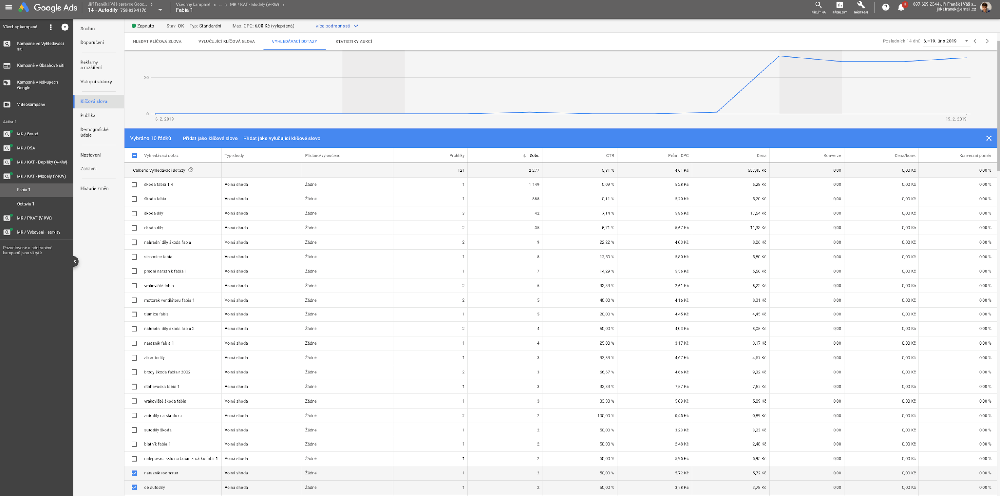 Google Ads
Jiří Franěk | Váš správce Goog...
14 - Autodily 758-839-9176
Všechny kampaně
...
MK / KAT - Modely (V-KW)
Fabia 1
PŘEJÍT NA
PŘEHLEDY
NÁSTROJE
?
!
897-609-2344 Jiří Franěk | Váš s...
jirkafranek@email.cz
Všechny kampaně
Kampaně ve Vyhledávací
síti
Kampaně v Obsahové síti
Kampaně v Nákupech
Google
Videokampaně
Aktivní
MK / Brand
MK / DSA
MK / KAT - Doplňky (V-KW)
MK / KAT - Modely (V-KW)
Fabia 1
Octavia 1
MK / PKAT (V-KW)
MK / Vybavení - servisy
Pozastavené a odstraněné
kampaně jsou skryté
Souhrn
Doporučení
Reklamy
a rozšíření
Vstupní stránky
Klíčová slova
Publika
Demografické
údaje
Nastavení
Zařízení
Historie změn
Zapnuto Stav: OK Typ: Standardní Max. CPC: 6,00 Kč (vylepšená) Více podrobností
HLEDAT KLÍČOVÁ SLOVA VYLUČUJÍCÍ KLÍČOVÁ SLOVA VYHLEDÁVACÍ DOTAZY STATISTIKY AUKCÍ
Posledních 14 dnů 6.–19. úno 2019
20
0
6. 2. 2019
19. 2. 2019
Vybráno 10 řádků Přidat jako klíčové slovo Přidat jako vylučující klíčové slovo
Vyhledávací dotaz Typ shody Přidáno/vyloučeno Prokliky Zobr. CTR Prům. CPC Cena Konverze Cena/konv. Konverzní poměr
Celkem: Vyhledávací dotazy ? 121 2 277 5,31 % 4,61 Kč 557,45 Kč 0,00 0,00 Kč 0,00 %
škoda fabia 1.4 Volná shoda Žádné 1 1 149 0,09 % 5,28 Kč 5,28 Kč 0,00 0,00 Kč 0,00 %
škoda fabia Volná shoda Žádné 1 888 0,11 % 5,20 Kč 5,20 Kč 0,00 0,00 Kč 0,00 %
škoda díly Volná shoda Žádné 3 42 7,14 % 5,85 Kč 17,54 Kč 0,00 0,00 Kč 0,00 %
skoda dily Volná shoda Žádné 2 35 5,71 % 5,67 Kč 11,33 Kč 0,00 0,00 Kč 0,00 %
náhradní díly škoda fabia Volná shoda Žádné 2 9 22,22 % 4,03 Kč 8,06 Kč 0,00 0,00 Kč 0,00 %
stropnice fabia Volná shoda Žádné 1 8 12,50 % 5,80 Kč 5,80 Kč 0,00 0,00 Kč 0,00 %
predni naraznik fabia 1 Volná shoda Žádné 1 7 14,29 % 5,56 Kč 5,56 Kč 0,00 0,00 Kč 0,00 %
vrakoviště fabia Volná shoda Žádné 2 6 33,33 % 2,61 Kč 5,22 Kč 0,00 0,00 Kč 0,00 %
motorek ventilátoru fabia 1 Volná shoda Žádné 2 5 40,00 % 4,16 Kč 8,31 Kč 0,00 0,00 Kč 0,00 %
tlumice fabia Volná shoda Žádné 1 5 20,00 % 4,45 Kč 4,45 Kč 0,00 0,00 Kč 0,00 %
náhradní díly škoda fabia 2 Volná shoda Žádné 2 4 50,00 % 4,03 Kč 8,05 Kč 0,00 0,00 Kč 0,00 %
nárazník fabia 1 Volná shoda Žádné 1 4 25,00 % 3,17 Kč 3,17 Kč 0,00 0,00 Kč 0,00 %
ab autodily Volná shoda Žádné 1 3 33,33 % 4,67 Kč 4,67 Kč 0,00 0,00 Kč 0,00 %
brzdy škoda fabia r 2002 Volná shoda Žádné 2 3 66,67 % 4,66 Kč 9,32 Kč 0,00 0,00 Kč 0,00 %
stahovačka fabia 1 Volná shoda Žádné 1 3 33,33 % 7,57 Kč 7,57 Kč 0,00 0,00 Kč 0,00 %
vrakoviště škoda fabia Volná shoda Žádné 1 3 33,33 % 5,89 Kč 5,89 Kč 0,00 0,00 Kč 0,00 %
autodily na skodu cz Volná shoda Žádné 2 2 100,00 % 0,45 Kč 0,89 Kč 0,00 0,00 Kč 0,00 %
autodíly škoda Volná shoda Žádné 1 2 50,00 % 3,23 Kč 3,23 Kč 0,00 0,00 Kč 0,00 %
blatník fabia 1 Volná shoda Žádné 1 2 50,00 % 2,48 Kč 2,48 Kč 0,00 0,00 Kč 0,00 %
nalepovaci sklo na boční zrcátko fabii 1 Volná shoda Žádné 1 2 50,00 % 5,95 Kč 5,95 Kč 0,00 0,00 Kč 0,00 %
nárazník roomster Volná shoda Žádné 1 2 50,00 % 5,72 Kč 5,72 Kč 0,00 0,00 Kč 0,00 %
ob autodíly Volná shoda Žádné 1 2 50,00 % 3,78 Kč 3,78 Kč 0,00 0,00 Kč 0,00 %